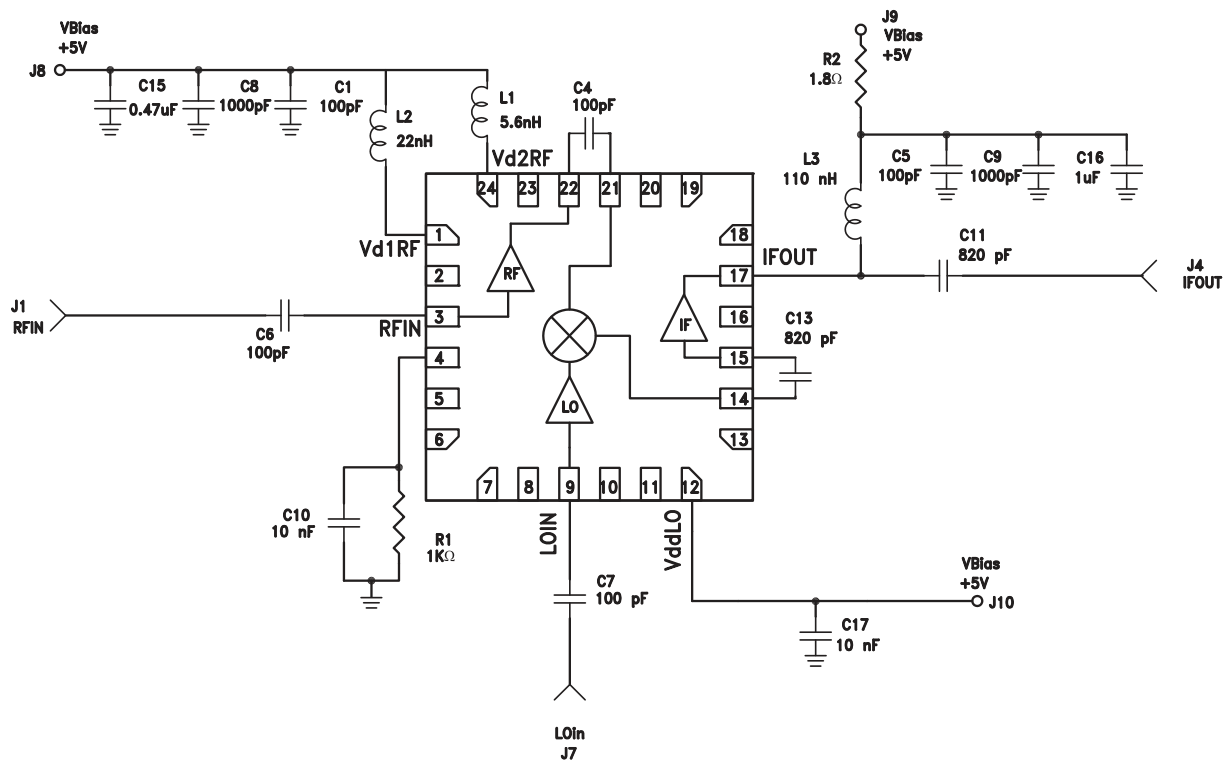 VBias
+5V
J8
C15
0.47uF
C8
1000pF
C1
100pF
L2
22nH
L1
5.6nH
C4
100pF
J9
VBias
+5V
R2
1.8Ω
L3
110 nH
C5
100pF
C9
1000pF
C16
1uF
Vd2RF
24
23
22
21
20
19
Vd1RF
1
2
3
4
5
6
18
17
16
15
14
13
RF
IF
LO
IFOUT
C11
820 pF
J4
IFOUT
J1
RFIN
C6
100pF
RFIN
C13
820 pF
7
8
9
10
11
12
C10
10 nF
R1
1KΩ
LOIN
VddLO
C7
100 pF
VBias
+5V
J10
C17
10 nF
LOin
J7